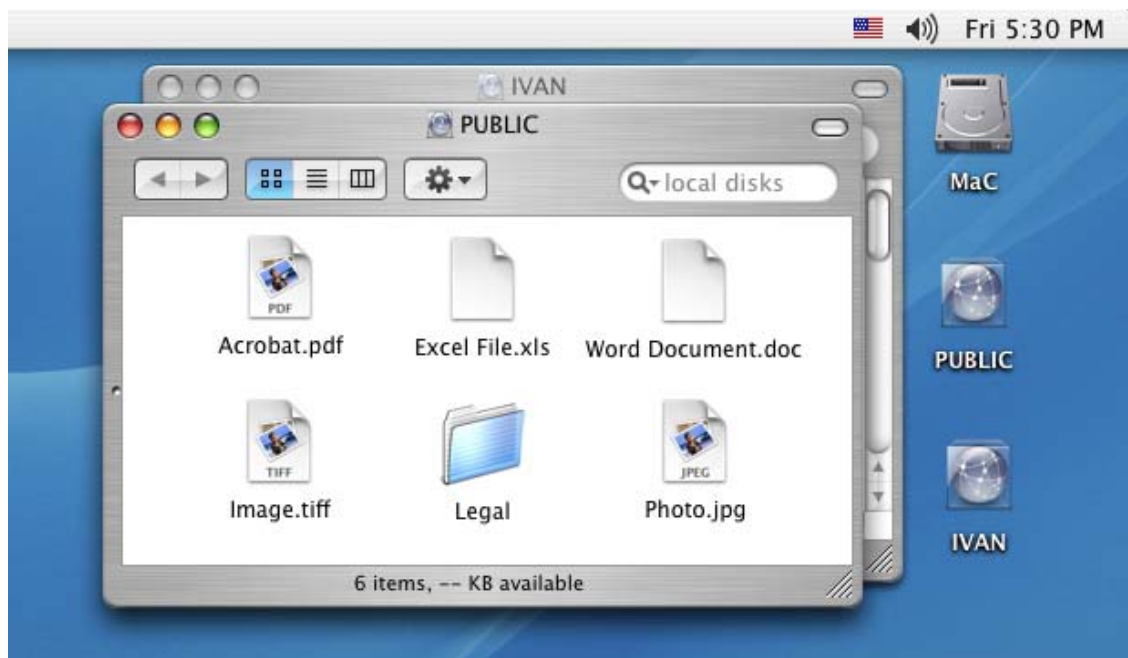 Fri 5:30 PM
IVAN
PUBLIC
local disks
MaC
PDF
Acrobat.pdf
Excel File.xls
Word Document.doc
PUBLIC
TIFF
JPEG
Image.tiff
Legal
Photo.jpg
IVAN
6 items, -- KB available